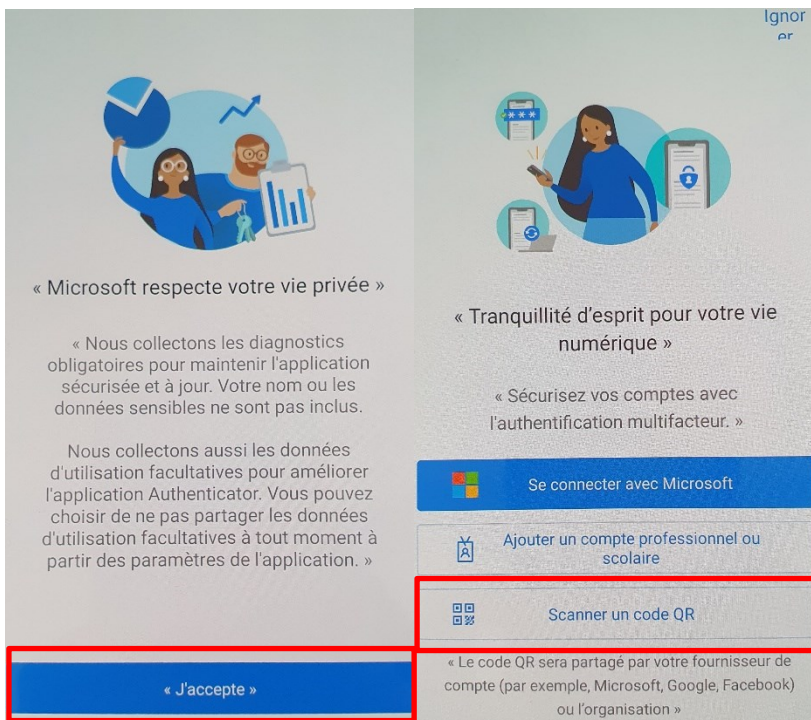 « Microsoft respecte votre vie privée »
« Nous collectons les diagnostics
obligatoires pour maintenir l'application
sécurisée et à jour. Votre nom ou les
données sensibles ne sont pas inclus.
Nous collectons aussi les données
d'utilisation facultatives pour améliorer
l'application Authenticator. Vous pouvez
choisir de ne pas partager les données
d'utilisation facultatives à tout moment à
partir des paramètres de l'application. »
« J'accepte »
Ignor
er
« Tranquillité d'esprit pour votre vie
numérique »
« Sécurisez vos comptes avec
l'authentification multifacteur. »
Se connecter avec Microsoft
Ajouter un compte professionnel ou
scolaire
Scanner un code QR
« Le code QR sera partagé par votre fournisseur de
compte (par exemple, Microsoft, Google, Facebook)
ou l'organisation »